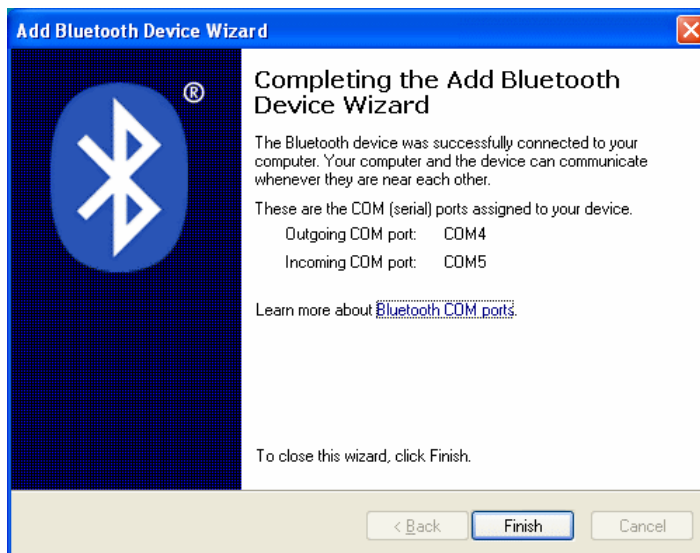 Add Bluetooth Device Wizard
®
Completing the Add Bluetooth
Device Wizard
The Bluetooth device was successfully connected to your
computer. Your computer and the device can communicate
whenever they are near each other.
These are the COM (serial) ports assigned to your device.
Outgoing COM port: COM4
Incoming COM port: COM5
Learn more about Bluetooth COM ports.
To close this wizard, click Finish.
< Back Finish Cancel